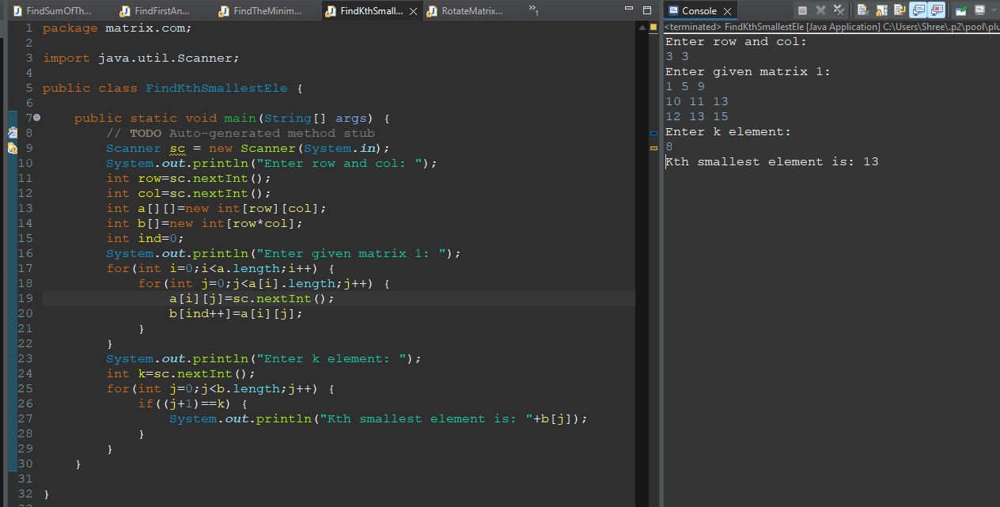 FindSumOfTh... FindFirstAn... FindTheMinim... FindKthSmall... RotateMatrix... »1
1 package matrix.com;
2
3 import java.util.Scanner;
4
5 public class FindKthSmallestEle {
6
7 public static void main(String[] args) {
8 // TODO Auto-generated method stub
9 Scanner sc = new Scanner(System.in);
10 System.out.println("Enter row and col: ");
11 int row=sc.nextInt();
12 int col=sc.nextInt();
13 int a[][]=new int[row][col];
14 int b[]=new int[row*col];
15 int ind=0;
16 System.out.println("Enter given matrix 1: ");
17 for(int i=0;i<a.length;i++) {
18 for(int j=0;j<a[i].length;j++) {
19 a[i][j]=sc.nextInt();
20 b[ind++]=a[i][j];
21 }
22 }
23 System.out.println("Enter k element: ");
24 int k=sc.nextInt();
25 for(int j=0;j<b.length;j++) {
26 if((j+1)==k) {
27 System.out.println("Kth smallest element is: "+b[j]);
28 }
29 }
30 }
31
32 }
Console
<terminated> FindKthSmallestEle [Java Application] C:\Users\Shree\.p2\pool\plu
Enter row and col:
3 3
Enter given matrix 1:
1 5 9
10 11 13
12 13 15
Enter k element:
8
Kth smallest element is: 13